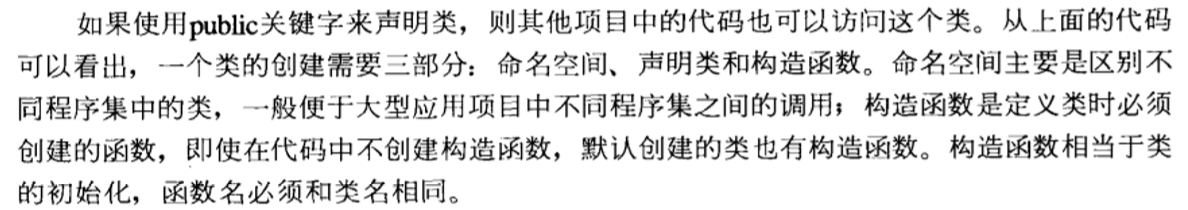 如果使用public关键字来声明类，则其他项目中的代码也可以访问这个类。从上面的代码
可以看出，一个类的创建需要三部分：命名空间、声明类和构造函数。命名空间主要是区别不
同程序集中的类，一般便于大型应用项目中不同程序集之间的调用；构造函数是定义类时必须
创建的函数，即使在代码中不创建构造函数，默认创建的类也有构造函数。构造函数相当于类
的初始化，函数名必须和类名相同。